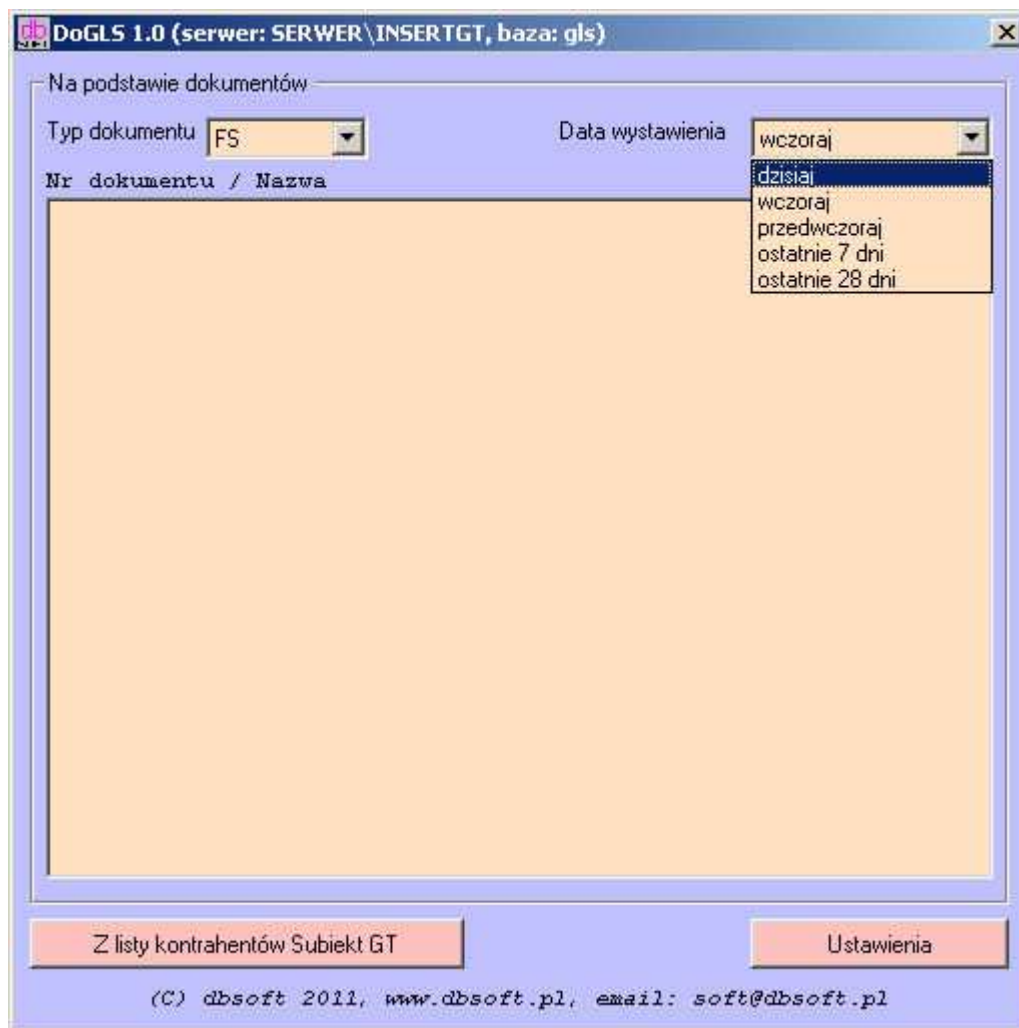 DoGLS 1.0 (serwer: SERWER\INSERTGT, baza: gls)
Na podstawie dokumentów
Typ dokumentu FS Data wystawienia wczoraj
Nr dokumentu / Nazwa
dzisiaj
wczoraj
przedwczoraj
ostatnie 7 dni
ostatnie 28 dni
Z listy kontrahentów Subiekt GT Ustawienia
(C) dbsoft 2011, www.dbsoft.pl, email: soft@dbsoft.pl